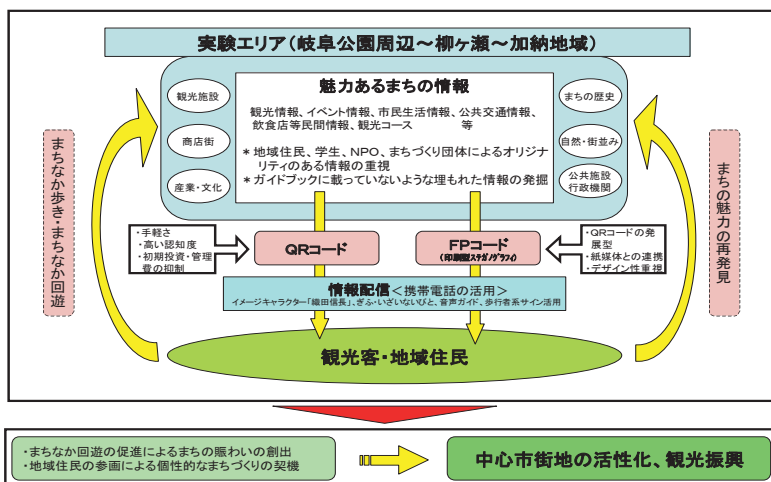 実験エリア（岐阜公園周辺～柳ヶ瀬～加納地域）
魅力あるまちの情報
観光情報、イベント情報、市民生活情報、公共交通情報、
飲食店等民間情報、観光コース　　　等
＊地域住民、学生、NPO、まちづくり団体によるオリジナ
リティのある情報の重視
＊ガイドブックに載っていないような埋もれた情報の発掘
観光施設
商店街
産業・文化
まちの歴史
自然・街並み
公共施設
行政機関
まちなか歩き・まちなか回遊
まちの魅力の再発見
・手軽さ
・高い認知度
・初期投資・管理
費の抑制
QRコード
FPコード
（印刷型ステガノグラフィ）
・QRコードの発
展型
・紙媒体との連携
・デザイン性重視
情報配信＜携帯電話の活用＞
イメージキャラクター「織田信長」、ぎふ・いざいないびと、音声ガイド、歩行者系サイン活用
観光客・地域住民
・まちなか回遊の促進によるまちの賑わいの創出
・地域住民の参画による個性的なまちづくりの契機
中心市街地の活性化、観光振興